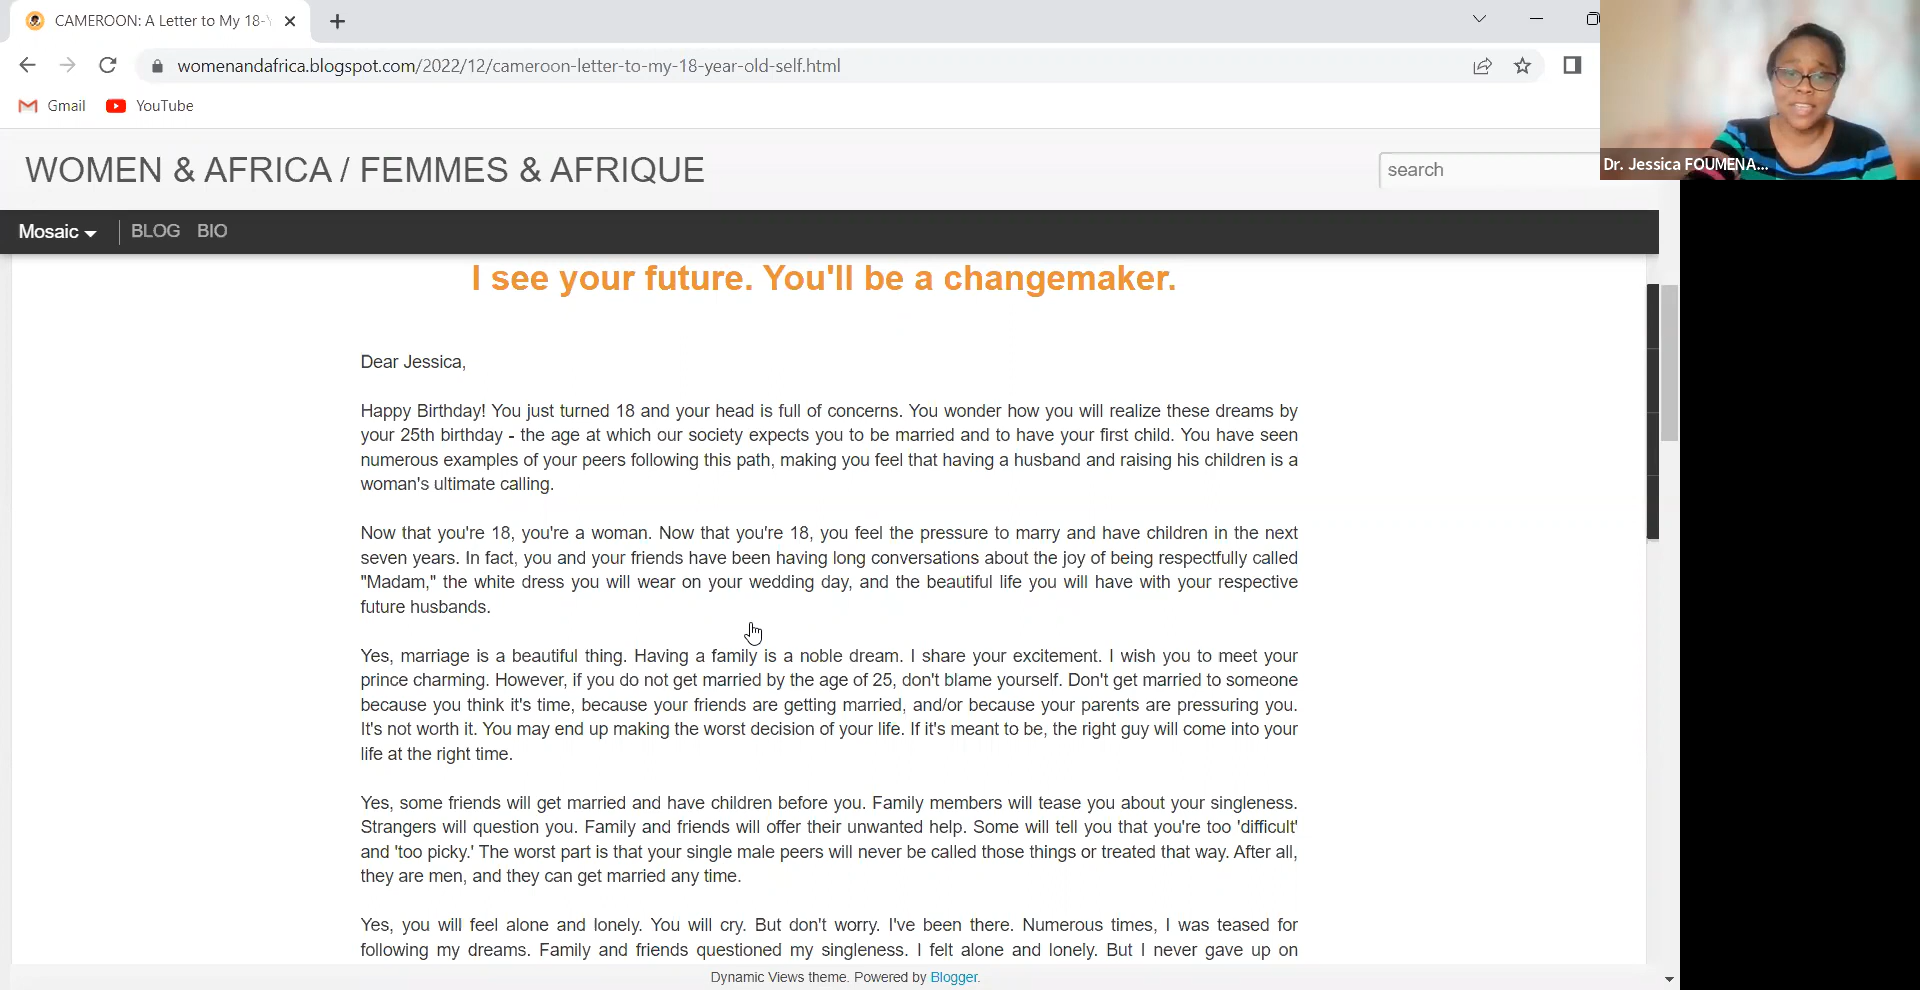 CAMEROON: A Letter to My 18-
womenandafrica.blogspot.com/2022/12/cameroon-letter-to-my-18-year-old-self.html
Gmail YouTube
WOMEN & AFRICA / FEMMES & AFRIQUE
search
Dr. Jessica FOUMENA...
Mosaic BLOG BIO
I see your future. You'll be a changemaker.
Dear Jessica,
Happy Birthday! You just turned 18 and your head is full of concerns. You wonder how you will realize these dreams by
your 25th birthday - the age at which our society expects you to be married and to have your first child. You have seen
numerous examples of your peers following this path, making you feel that having a husband and raising his children is a
woman's ultimate calling.
Now that you're 18, you're a woman. Now that you're 18, you feel the pressure to marry and have children in the next
seven years. In fact, you and your friends have been having long conversations about the joy of being respectfully called
"Madam," the white dress you will wear on your wedding day, and the beautiful life you will have with your respective
future husbands.
Yes, marriage is a beautiful thing. Having a family is a noble dream. I share your excitement. I wish you to meet your
prince charming. However, if you do not get married by the age of 25, don't blame yourself. Don't get married to someone
because you think it's time, because your friends are getting married, and/or because your parents are pressuring you.
It's not worth it. You may end up making the worst decision of your life. If it's meant to be, the right guy will come into your
life at the right time.
Yes, some friends will get married and have children before you. Family members will tease you about your singleness.
Strangers will question you. Family and friends will offer their unwanted help. Some will tell you that you're too 'difficult'
and 'too picky.' The worst part is that your single male peers will never be called those things or treated that way. After all,
they are men, and they can get married any time.
Yes, you will feel alone and lonely. You will cry. But don't worry. I've been there. Numerous times, I was teased for
following my dreams. Family and friends questioned my singleness. I felt alone and lonely. But I never gave up on
Dynamic Views theme. Powered by Blogger.